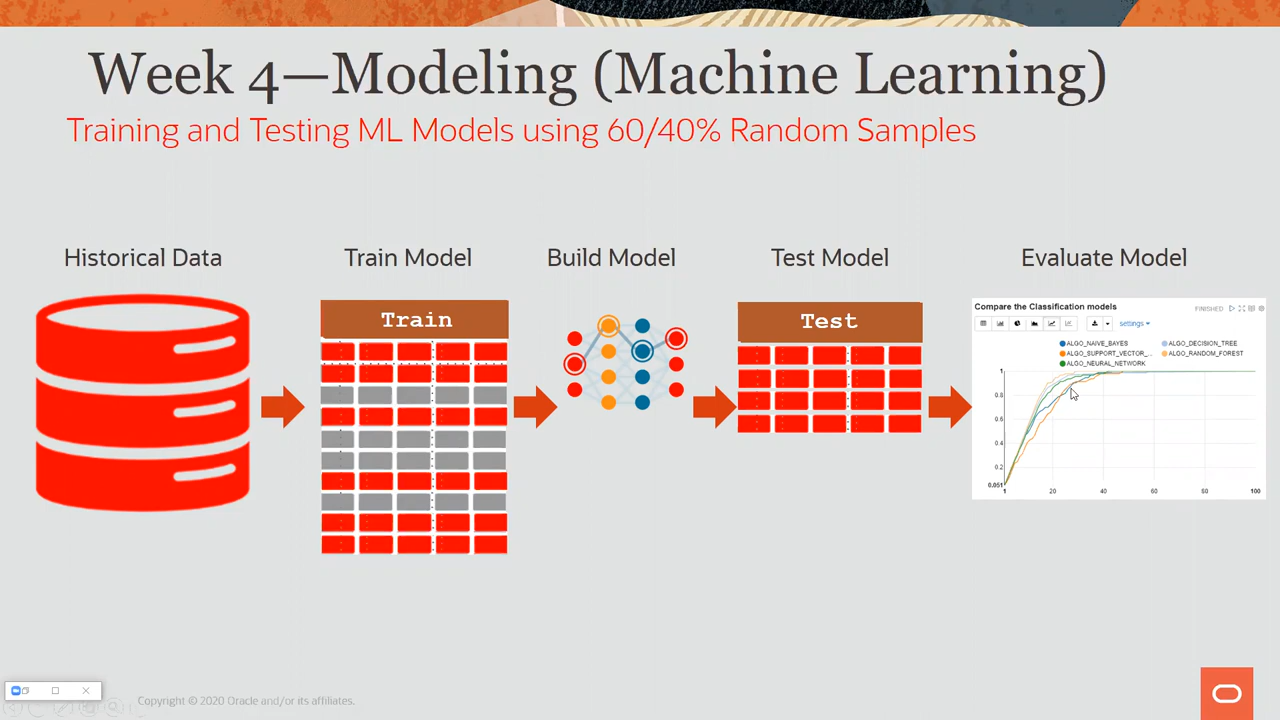 Week 4—Modeling (Machine Learning)
Training and Testing ML Models using 60/40% Random Samples
Historical Data
Train Model
Build Model
Test Model
Evaluate Model
Train
Test
Compare the Classification models
FINISHED
settings
ALGO_NAIVE_BAYES
ALGO_DECISION_TREE
ALGO_SUPPORT_VECTOR_...
ALGO_RANDOM_FOREST
ALGO_NEURAL_NETWORK
1
0.8
0.6
0.4
0.2
0.051
1 20 40 60 80 100
Copyright © 2020 Oracle and/or its affiliates.